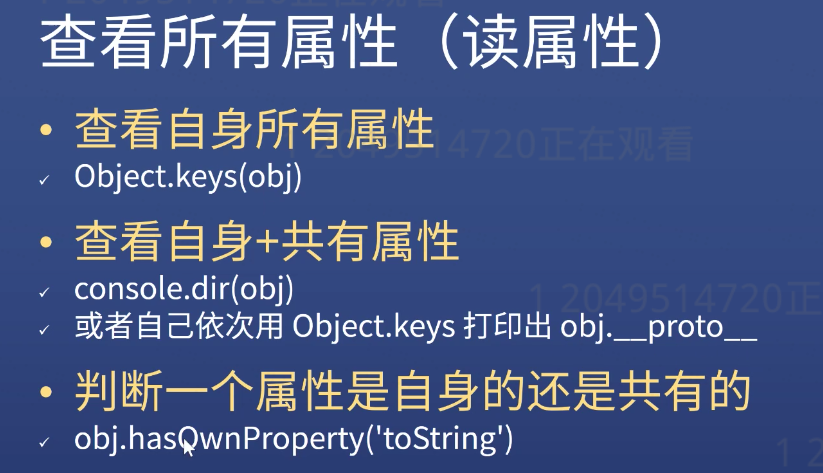 查看所有属性（读属性）
• 查看自身所有属性
✓ Object.keys(obj)
• 查看自身+共有属性
✓ console.dir(obj)
✓ 或者自己依次用 Object.keys 打印出 obj.__proto__
• 判断一个属性是自身的还是共有的
✓ obj.hasOwnProperty('toString')
1 2049514720正在观看
1 2049514720正
1 2